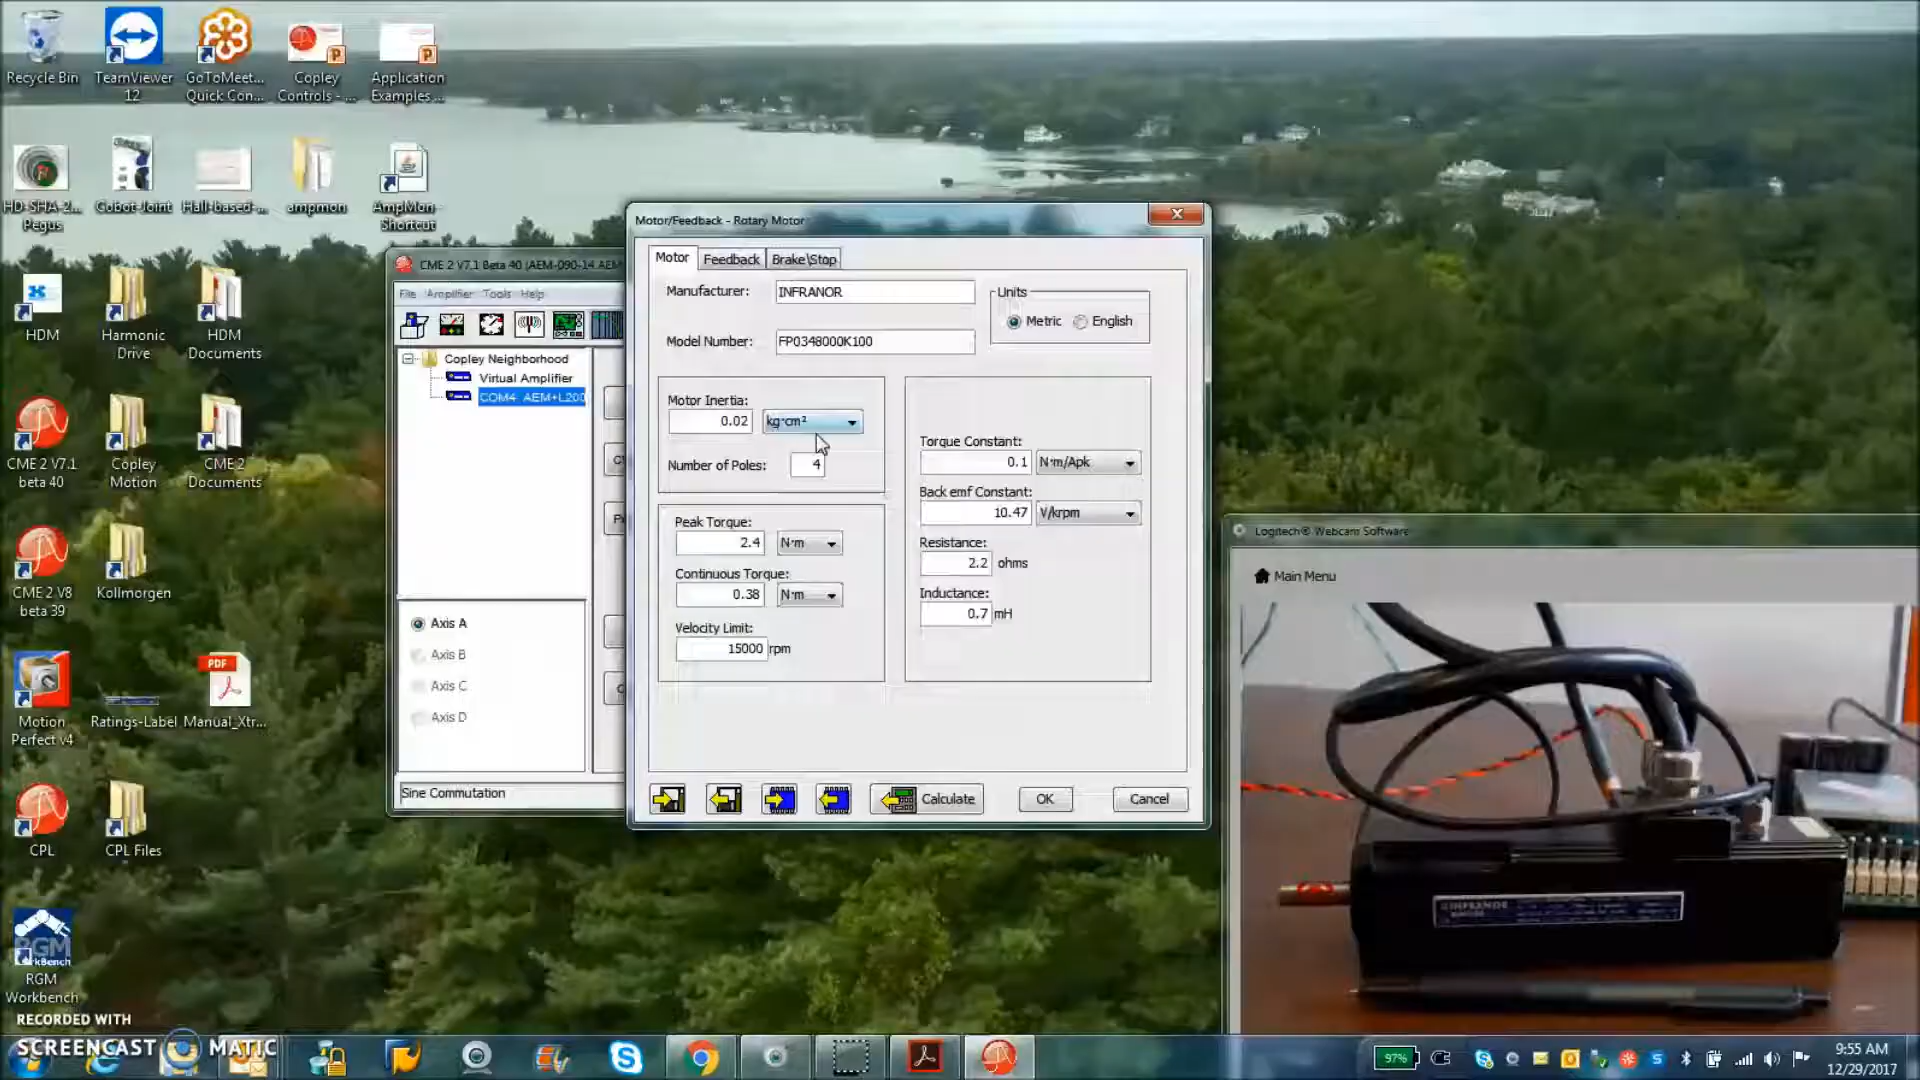 Recycle Bin
TeamViewer
12
GoToMeet...
Quick Con...
Copley
Controls - ...
Application
Examples ...
HD-SHA-2...
Pegus
Cobot-Joint
Hall-based-...
ampmon
AmpMon -
Shortcut
HDM
Harmonic
Drive
HDM
Documents
CME 2 V7.1
beta 40
Copley
Motion
CME 2
Documents
CME 2 V8
beta 39
Kollmorgen
Motion
Perfect v4
Ratings-Label
PDF
Manual_Xtr...
CPL
CPL Files
RGM
WorkBench
RGM
Workbench
RECORDED WITH
SCREENCAST MATIC
CME 2 V7.1 Beta 40 (AEM-090-14 AEM
File Amplifier Tools Help
Copley Neighborhood
Virtual Amplifier
COM4 AEM+L200
Axis A
Axis B
Axis C
Axis D
Sine Commutation
Motor/Feedback - Rotary Motor
Motor Feedback Brake\Stop
Manufacturer: INFRANOR
Model Number: FP0348000K100
Units
Metric English
Motor Inertia:
0.02 kg·cm²
Number of Poles: 4
Peak Torque:
2.4 N·m
Continuous Torque:
0.38 N·m
Velocity Limit:
15000 rpm
Torque Constant:
0.1 N·m/Apk
Back emf Constant:
10.47 V/krpm
Resistance:
2.2 ohms
Inductance:
0.7 mH
Calculate OK Cancel
Logitech® Webcam Software
Main Menu
INFRANOR
97%
9:55 AM
12/29/2017